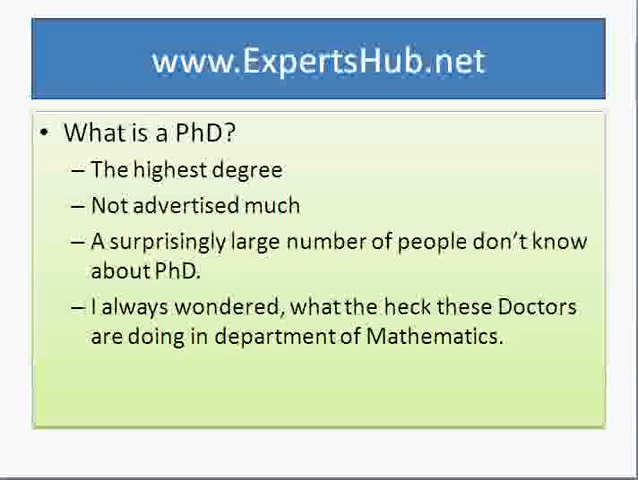 www.ExpertsHub.net
• What is a PhD?
– The highest degree
– Not advertised much
– A surprisingly large number of people don't know
about PhD.
– I always wondered, what the heck these Doctors
are doing in department of Mathematics.